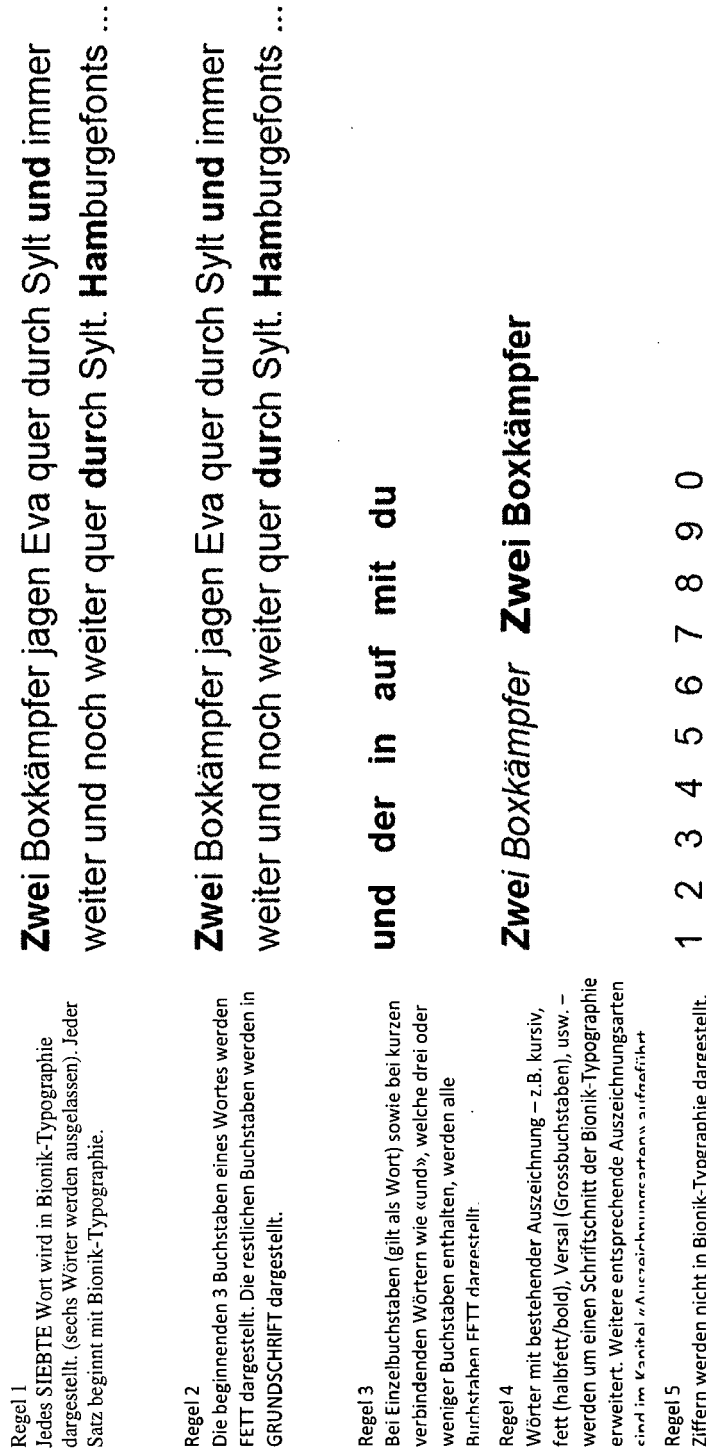 Regel 1
Jedes SIEBTE Wort wird in Bionik-Typographie
dargestellt. (sechs Wörter werden ausgelassen). Jeder
Satz beginnt mit Bionik-Typographie.
Zwei Boxkämpfer jagen Eva quer durch Sylt und immer
weiter und noch weiter quer durch Sylt. Hamburgefonts ...
Regel 2
Die beginnenden 3 Buchstaben eines Wortes werden
FETT dargestellt. Die restlichen Buchstaben werden in
GRUNDSCHRIFT dargestellt.
Zwei Boxkämpfer jagen Eva quer durch Sylt und immer
weiter und noch weiter quer durch Sylt. Hamburgefonts ...
Regel 3
Bei Einzelbuchstaben (gilt als Wort) sowie bei kurzen
verbindenden Wörtern wie «und», welche drei oder
weniger Buchstaben enthalten, werden alle
Buchstaben FETT dargestellt.
und der in auf mit du
Regel 4
Wörter mit bestehender Auszeichnung – z.B. kursiv,
fett (halbfett/bold), Versal (Grossbuchstaben), usw. –
werden um einen Schriftschnitt der Bionik-Typographie
erweitert. Weitere entsprechende Auszeichnungsarten
sind im Kapitel «Auszeichnungsarten» aufgeführt
Zwei Boxkämpfer Zwei Boxkämpfer
Regel 5
Ziffern werden nicht in Bionik-Typographie dargestellt.
1 2 3 4 5 6 7 8 9 0